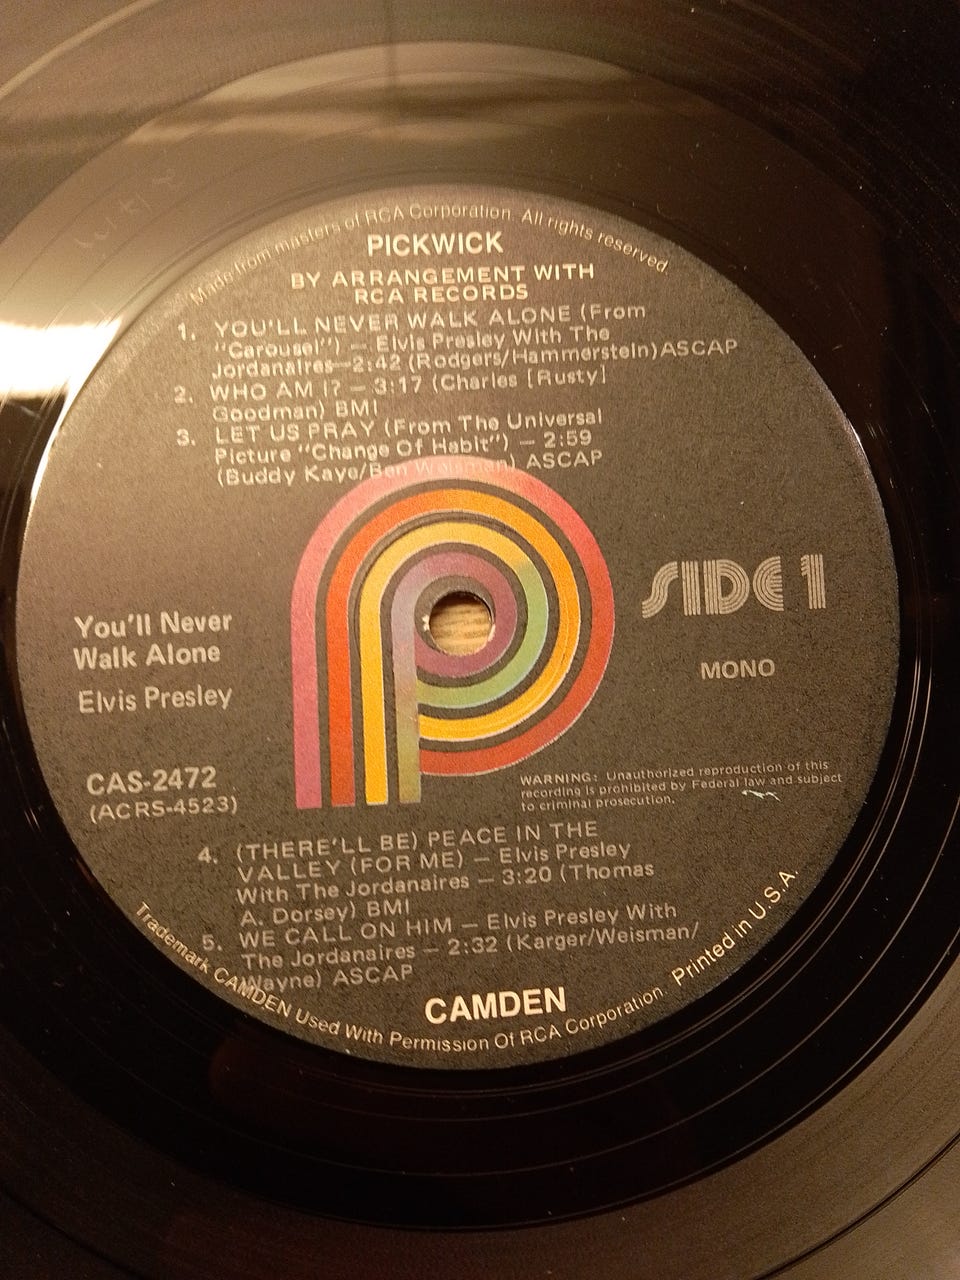 Made from masters of RCA Corporation. All rights reserved.
PICKWICK
BY ARRANGEMENT WITH
RCA RECORDS
1. YOU'LL NEVER WALK ALONE (From
"Carousel") — Elvis Presley With The
Jordanaires—2:42 (Rodgers/Hammerstein)ASCAP
2. WHO AM I? — 3:17 (Charles [Rusty]
Goodman) BMI
3. LET US PRAY (From The Universal
Picture "Change Of Habit") — 2:59
(Buddy Kaye/Ben Weisman) ASCAP
SIDE 1
MONO
You'll Never
Walk Alone
Elvis Presley
CAS-2472
(ACRS-4523)
WARNING: Unauthorized reproduction of this
recording is prohibited by Federal law and subject
to criminal prosecution.
4. (THERE'LL BE) PEACE IN THE
VALLEY (FOR ME) — Elvis Presley
With The Jordanaires — 3:20 (Thomas
A. Dorsey) BMI
5. WE CALL ON HIM — Elvis Presley With
The Jordanaires — 2:32 (Karger/Weisman/
Wayne) ASCAP
CAMDEN
Trademark CAMDEN Used With Permission Of RCA Corporation. Printed in U.S.A.